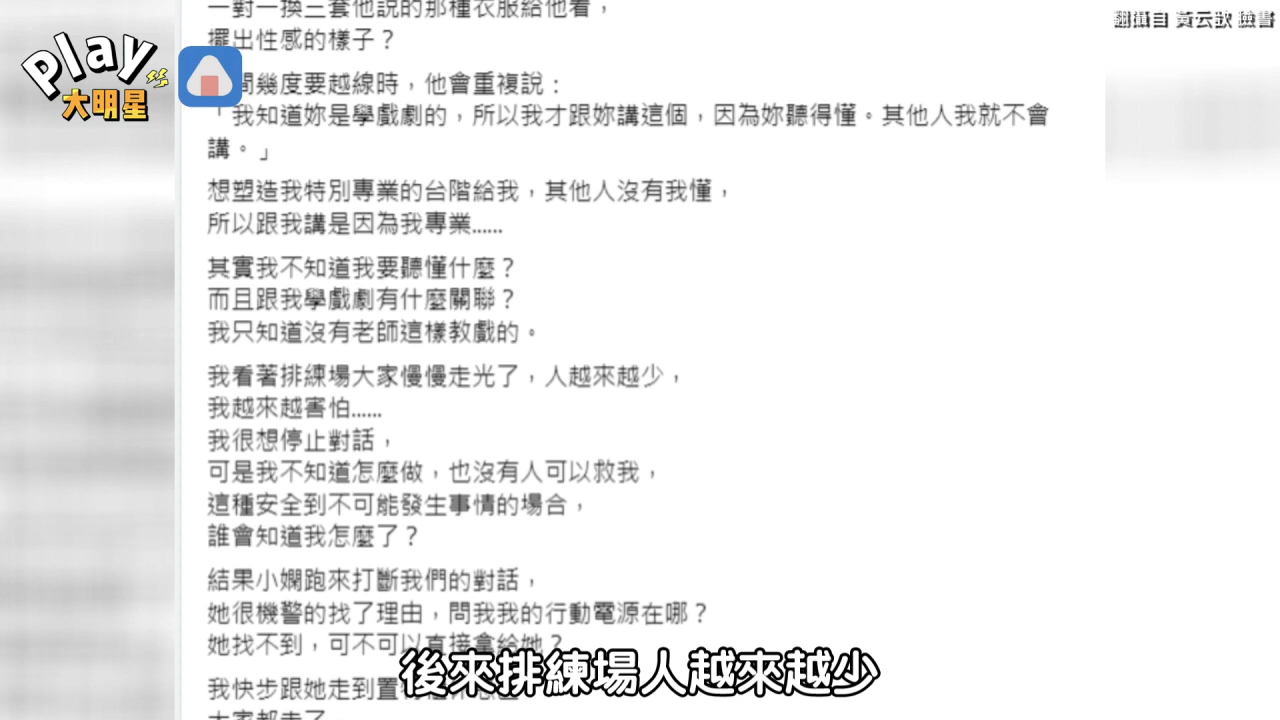 一對一換三套他說的那種衣服給他看，
擺出性感的樣子？
Play
大明星
翻攝自 黃云歆 臉書
間幾度要越線時，他會重複說：
「我知道妳是學戲劇的，所以我才跟妳講這個，因為妳聽得懂。其他人我就不會
講。」
想塑造我特別專業的台階給我，其他人沒有我懂，
所以跟我講是因為我專業......
其實我不知道我要聽懂什麼？
而且跟我學戲劇有什麼關聯？
我只知道沒有老師這樣教戲的。
我看著排練場大家慢慢走光了，人越來越少，
我越來越害怕......
我很想停止對話，
可是我不知道怎麼做，也沒有人可以救我，
這種安全到不可能發生事情的場合，
誰會知道我怎麼了？
結果小嫻跑來打斷我們的對話，
她很機警的找了理由，問我我的行動電源在哪？
她找不到，可不可以直接拿給她？
後來排練場人越來越少
我快步跟她走到置
大家都走了